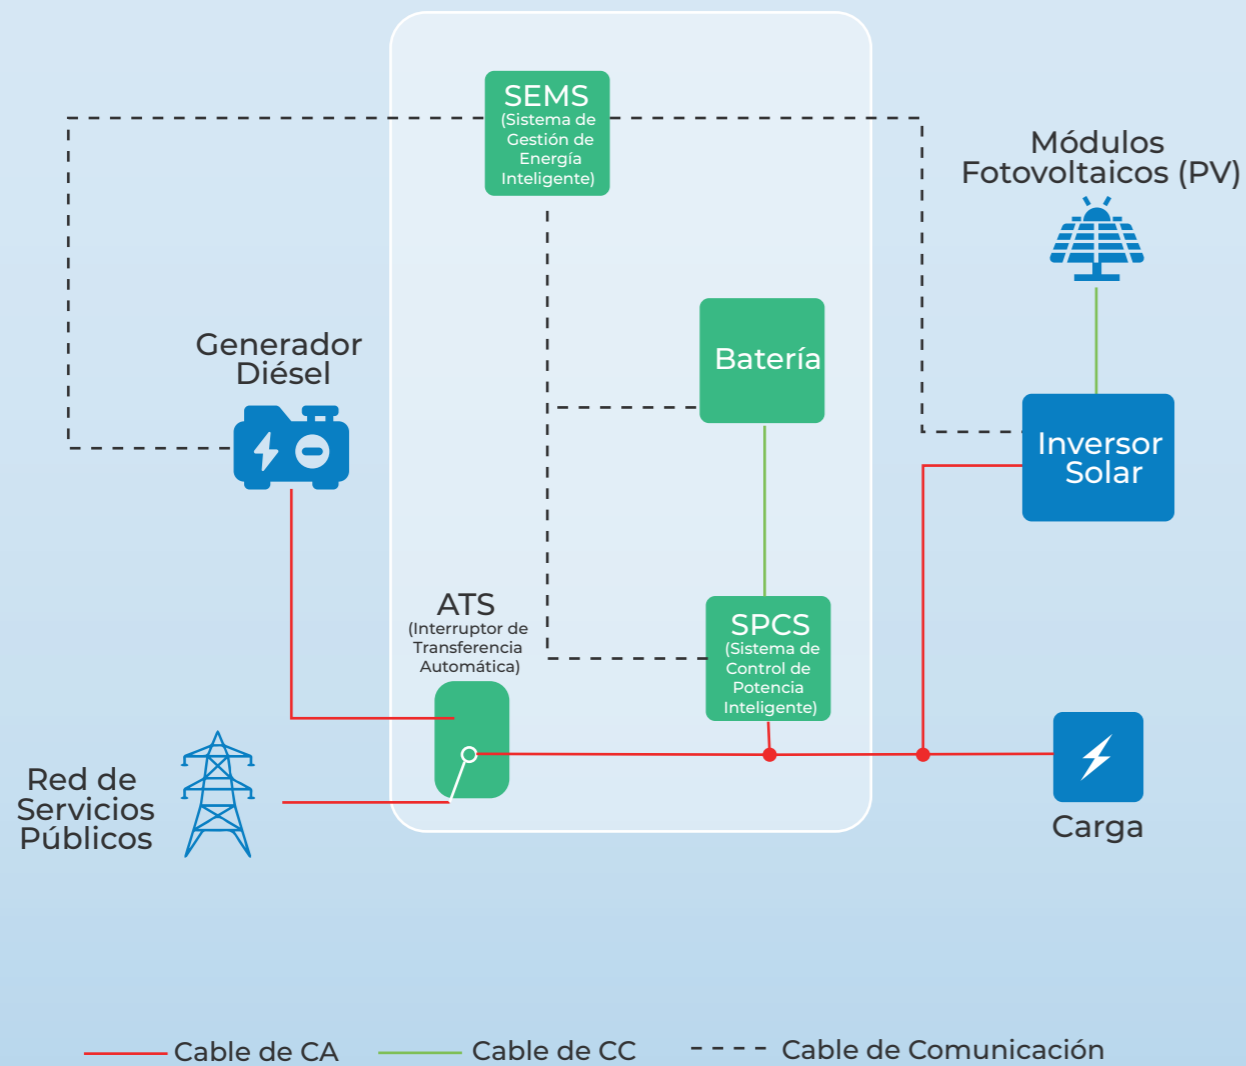 SEMS
(Sistema de
Gestión de
Energía
Inteligente)
Módulos
Fotovoltaicos (PV)
Generador
Diésel
Batería
Inversor
Solar
ATS
(Interruptor de
Transferencia
Automática)
SPCS
(Sistema de
Control de
Potencia
Inteligente)
Red de
Servicios
Públicos
Carga
Cable de CA
Cable de CC
Cable de Comunicación